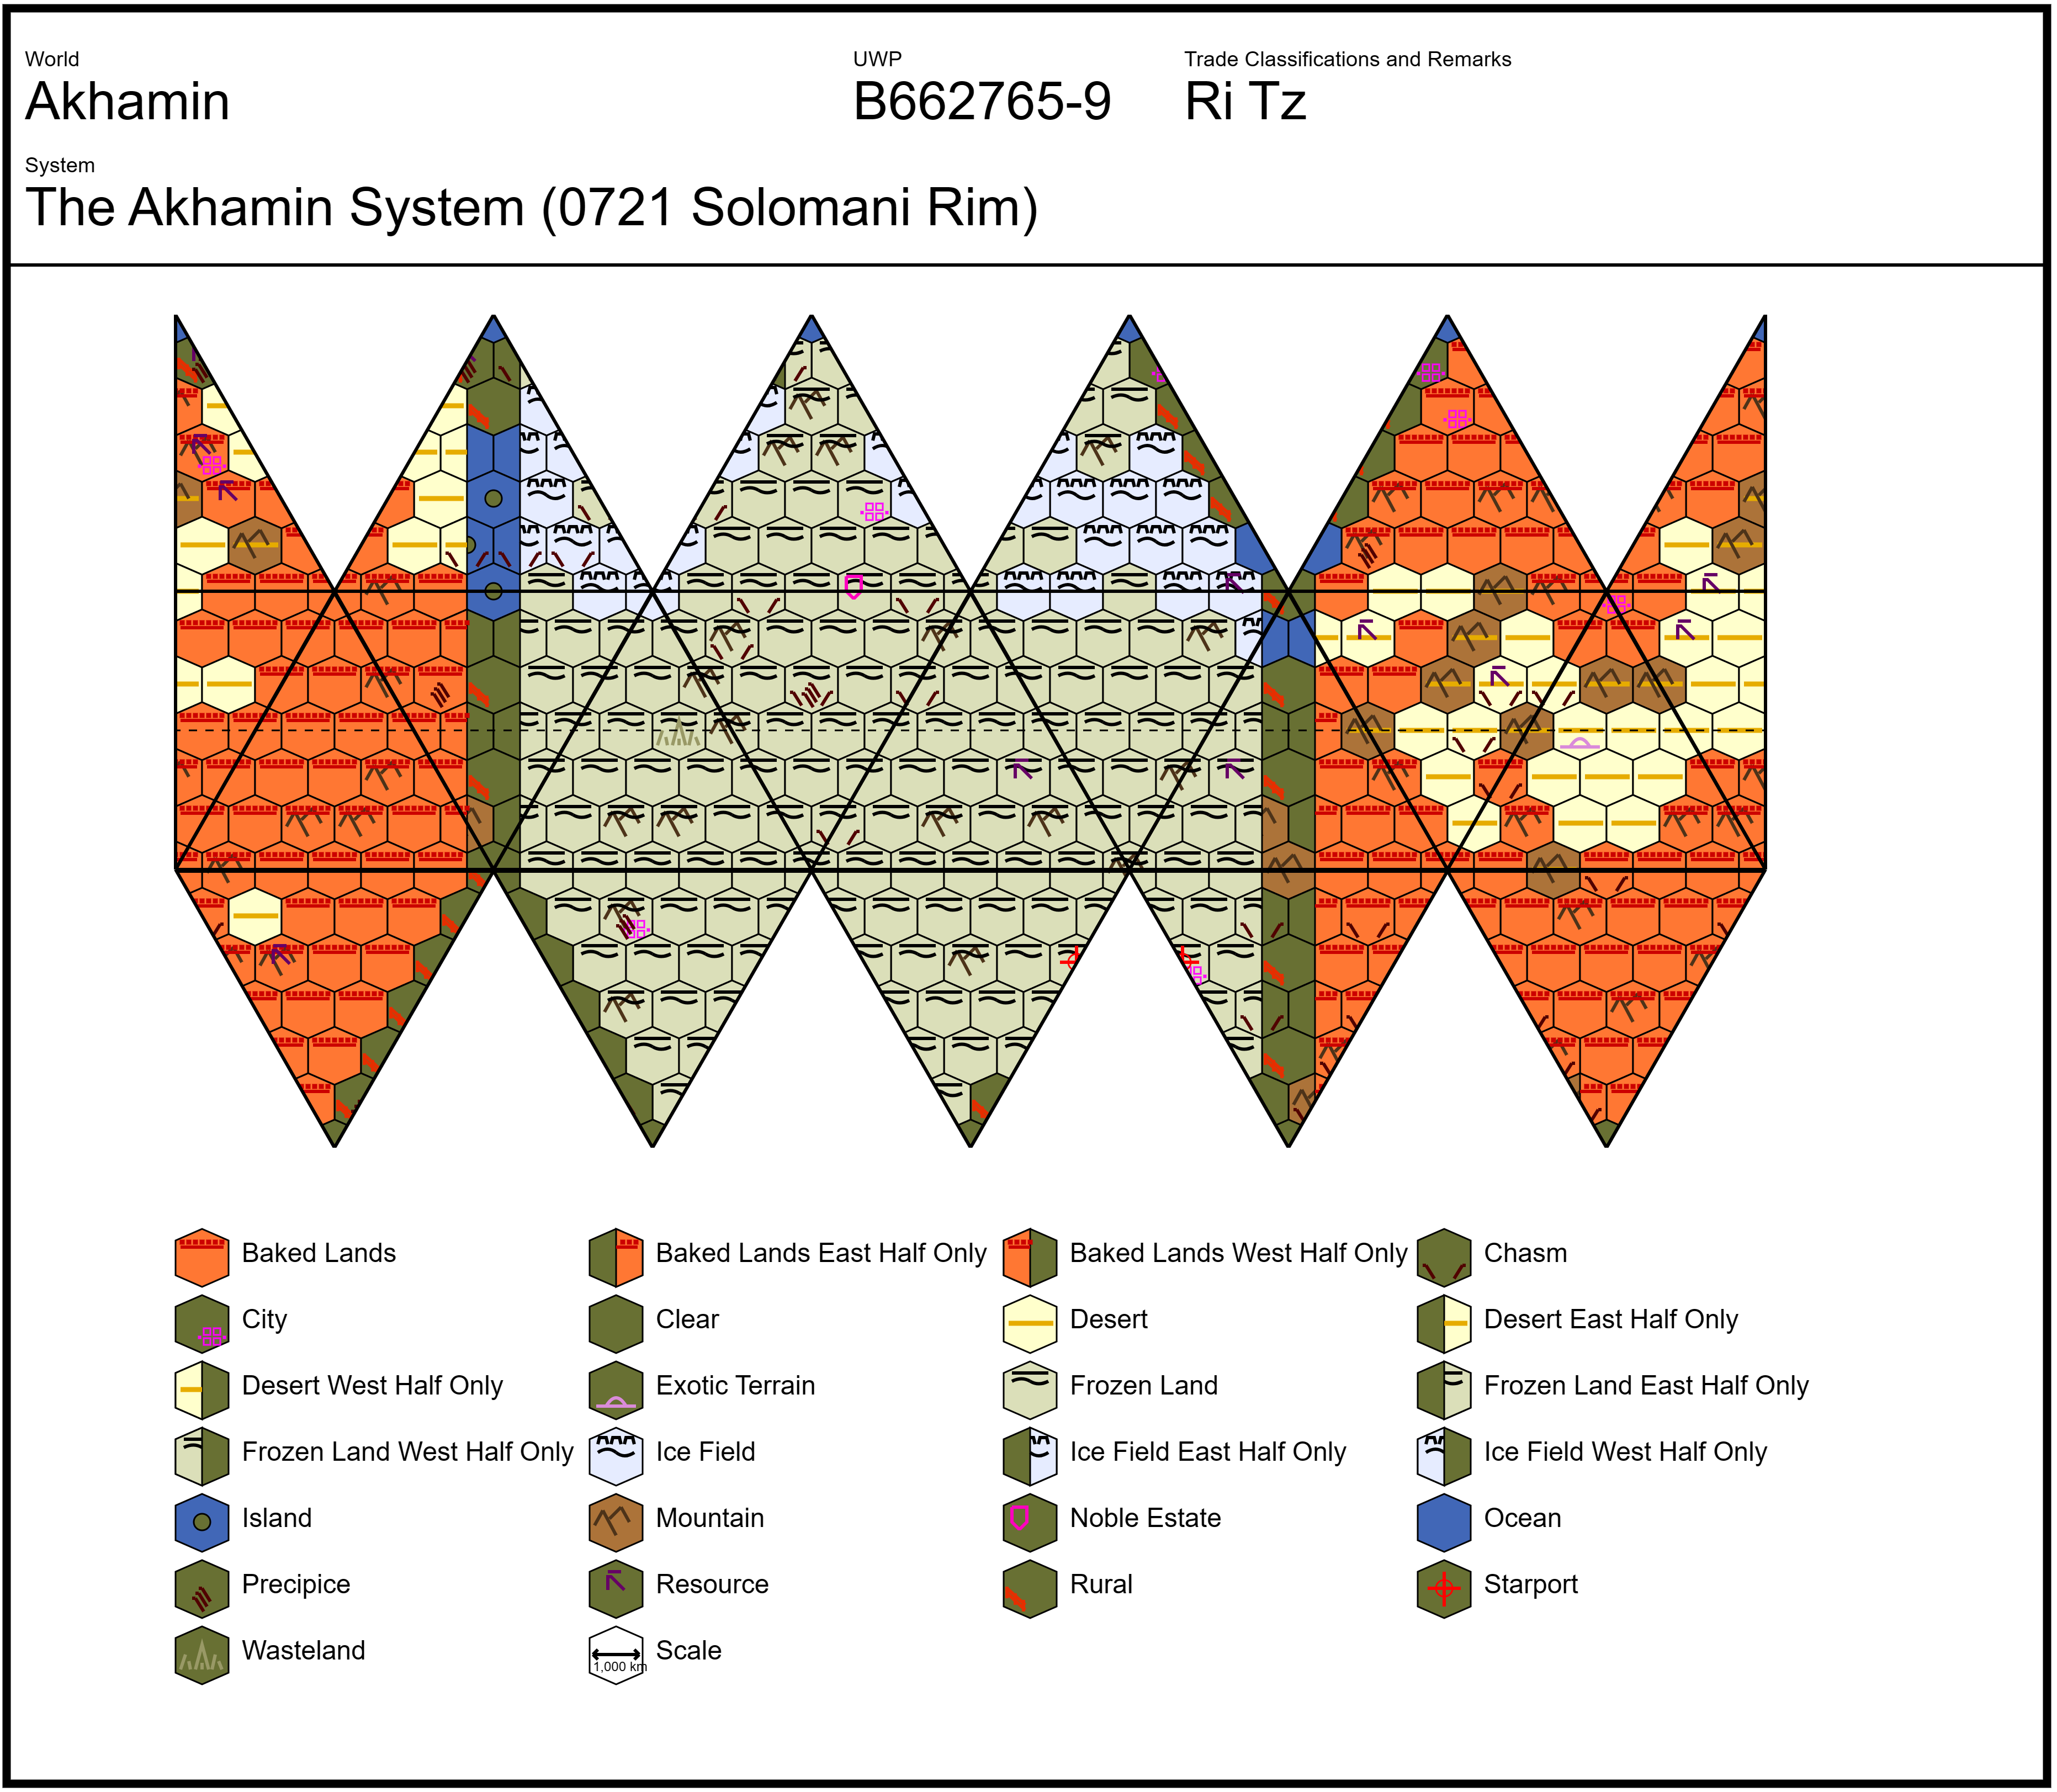 World
UWP
Trade Classifications and Remarks
Akhamin
B662765-9
Ri Tz
System
The Akhamin System (0721 Solomani Rim)
Baked Lands
Baked Lands East Half Only
Baked Lands West Half Only
Chasm
City
Clear
Desert
Desert East Half Only
Desert West Half Only
Exotic Terrain
Frozen Land
Frozen Land East Half Only
Frozen Land West Half Only
Ice Field
Ice Field East Half Only
Ice Field West Half Only
Island
Mountain
Noble Estate
Ocean
Precipice
Resource
Rural
Starport
Wasteland
1,000 km
Scale